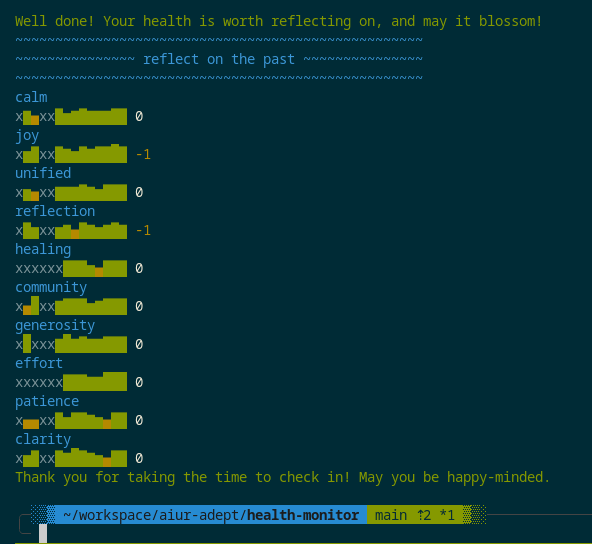 Well done! Your health is worth reflecting on, and may it blossom!
~~~~~~~~~~~~~~~~~~~~~~~~~~~~~~~~~~~~~~~~~~~~~~~~~~~
~~~~~~~~~~~~~~~ reflect on the past ~~~~~~~~~~~~~~~
~~~~~~~~~~~~~~~~~~~~~~~~~~~~~~~~~~~~~~~~~~~~~~~~~~~
calm
x xx 0
joy
x xx -1
unified
x xx 0
reflection
x xx -1
healing
xxxxxx 0
community
x xx 0
generosity
x xxx 0
effort
xxxxxx 0
patience
x xx 0
clarity
x xx 0
Thank you for taking the time to check in! May you be happy-minded.
~/workspace/aiur-adept/health-monitor main ⇡2 *1